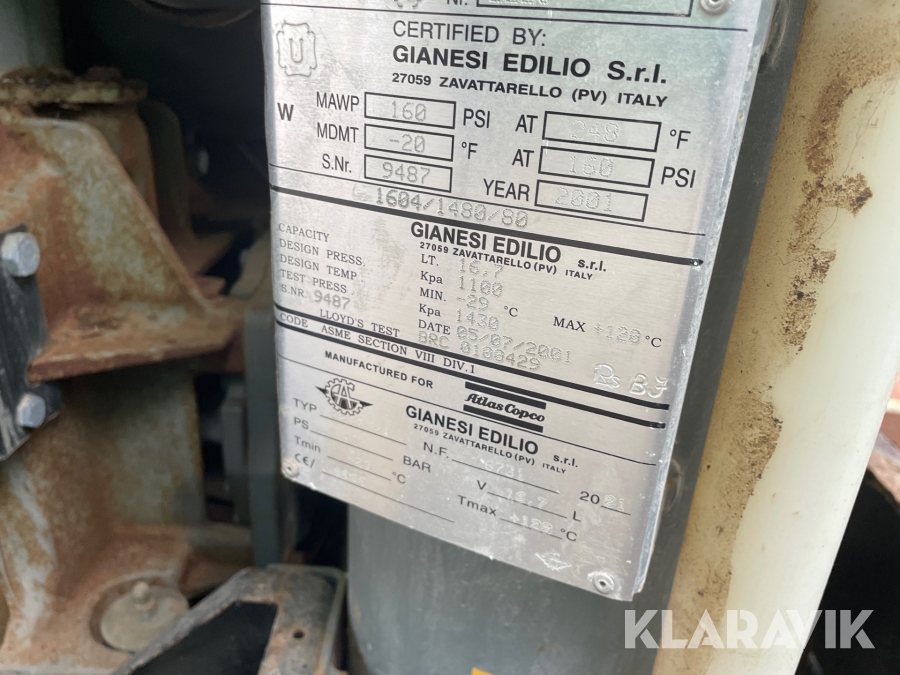 Nr.
U
CERTIFIED BY:
GIANESI EDILIO S.r.l.
27059 ZAVATTARELLO (PV) ITALY
W
MAWP 160 PSI AT 248 °F
MDMT -20 °F AT 160 PSI
S.Nr. 9487 YEAR 2001
1604/1480/80
GIANESI EDILIO s.r.l.
27059 ZAVATTARELLO(PV) ITALY
CAPACITY LT. 16,7
DESIGN PRESS. Kpa 1100
DESIGN TEMP MIN. -29 °C MAX +120 °C
TEST PRESS Kpa 1430
S.NR. 9487 DATE 05/07/2001
LLOYD'S TEST BRC 0100429
CODE ASME SECTION VIII DIV.1
MANUFACTURED FOR Atlas Copco
GIANESI EDILIO s.r.l.
27059 ZAVATTARELLO(PV) ITALY
TYP N.F. 20
PS BAR V 16,7 L
Tmin °C Tmax °C
CE/
KLARAVIK